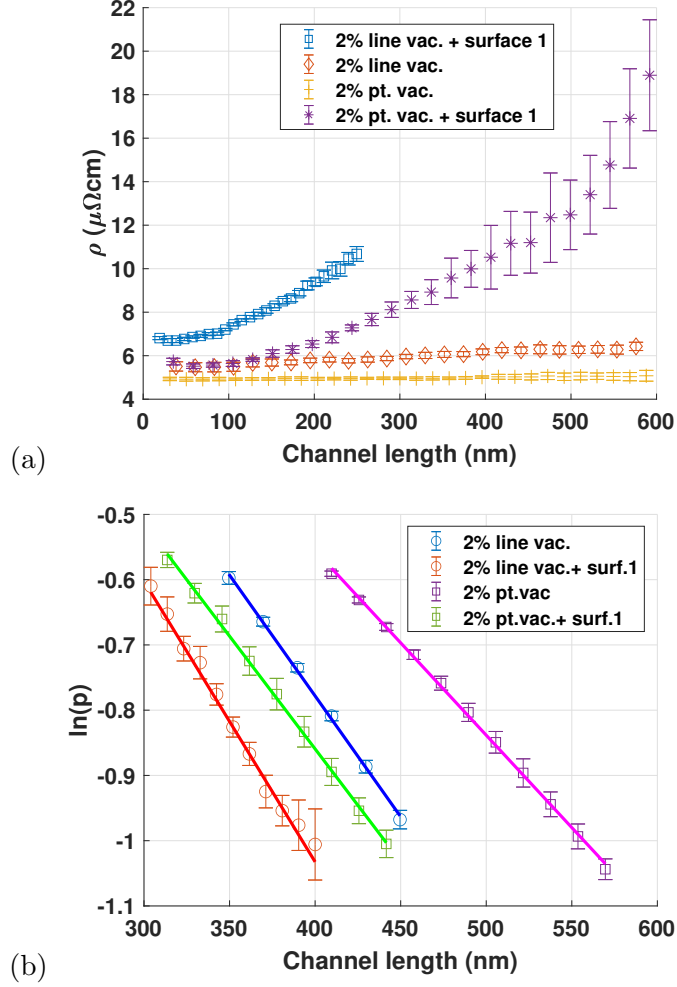 22
20
18
16
14
12
10
8
6
4
ρ (μΩcm)
2% line vac. + surface 1
2% line vac.
2% pt. vac.
2% pt. vac. + surface 1
0 100 200 300 400 500 600
Channel length (nm)
(a)
-0.5
-0.6
-0.7
-0.8
-0.9
-1
-1.1
ln(p)
2% line vac.
2% line vac.+ surf.1
2% pt.vac
2% pt.vac.+ surf.1
300 350 400 450 500 550 600
Channel length (nm)
(b)